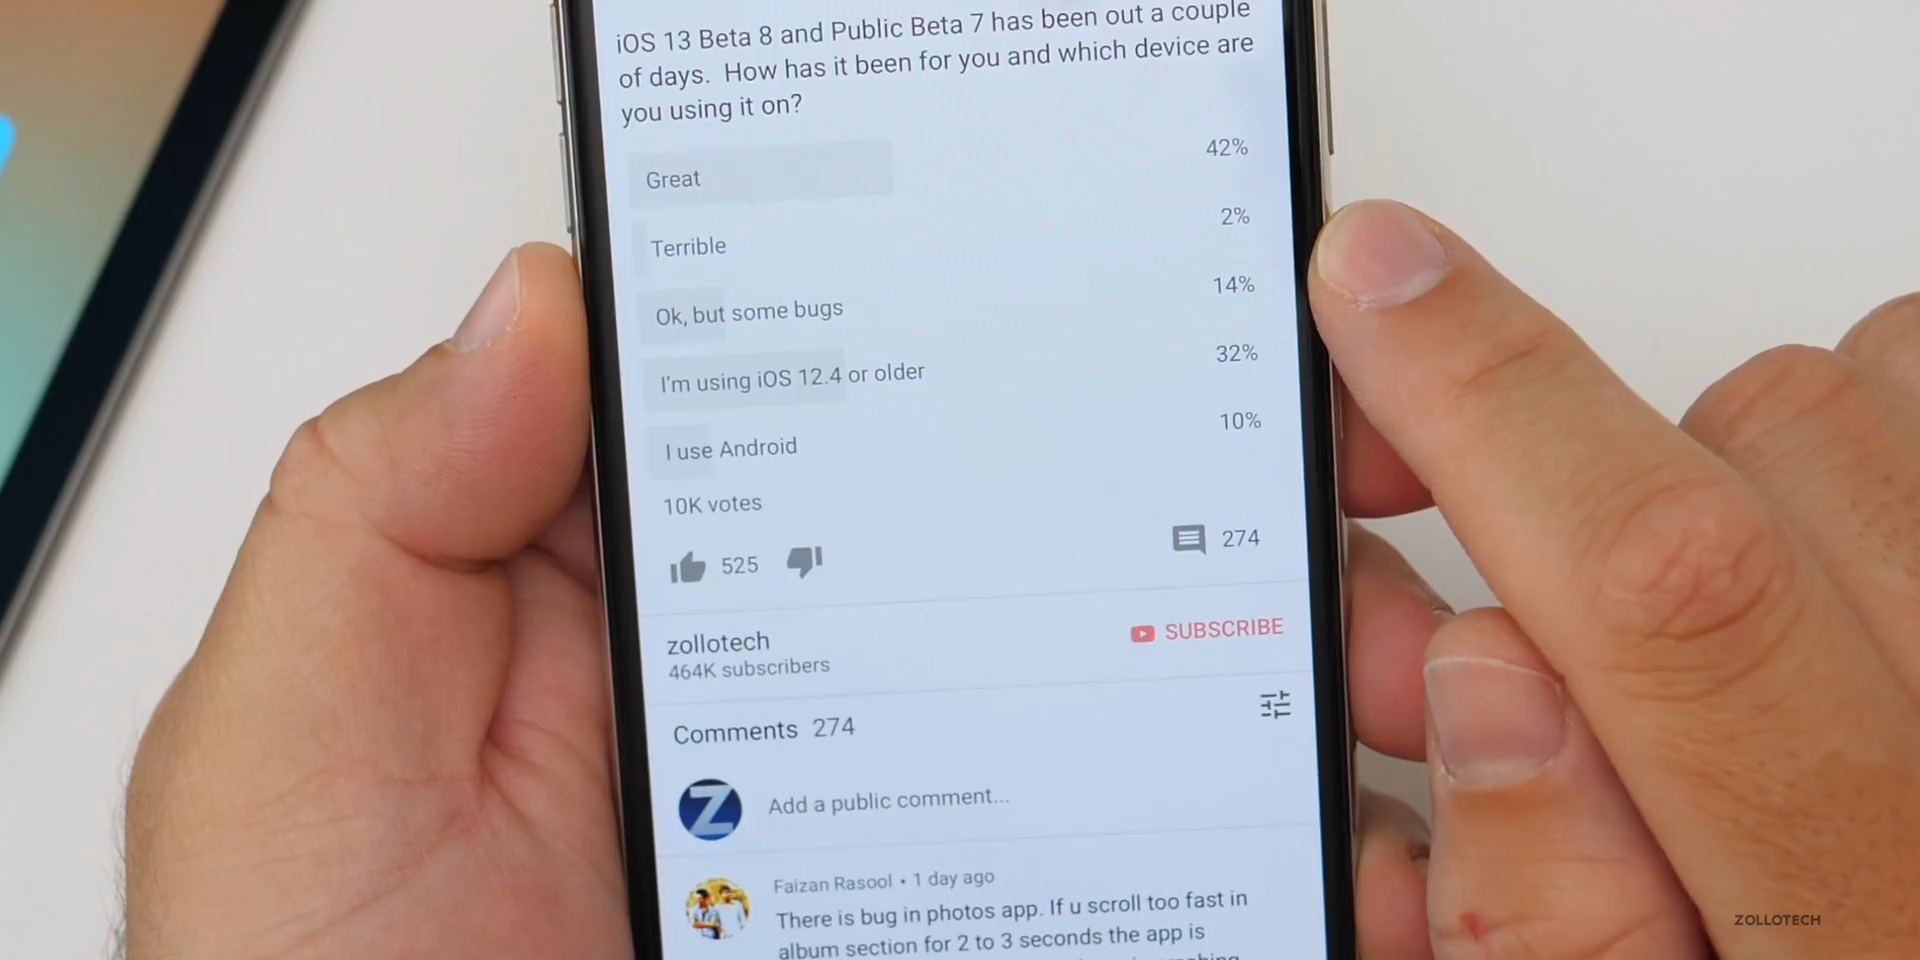 iOS 13 Beta 8 and Public Beta 7 has been out a couple
of days.  How has it been for you and which device are
you using it on?
Great 42%
Terrible 2%
Ok, but some bugs 14%
I'm using iOS 12.4 or older 32%
I use Android 10%
10K votes
525 274
zollotech SUBSCRIBE
464K subscribers
Comments 274
Z Add a public comment...
Faizan Rasool • 1 day ago
There is bug in photos app. If u scroll too fast in
album section for 2 to 3 seconds the app is
ZOLLOTECH